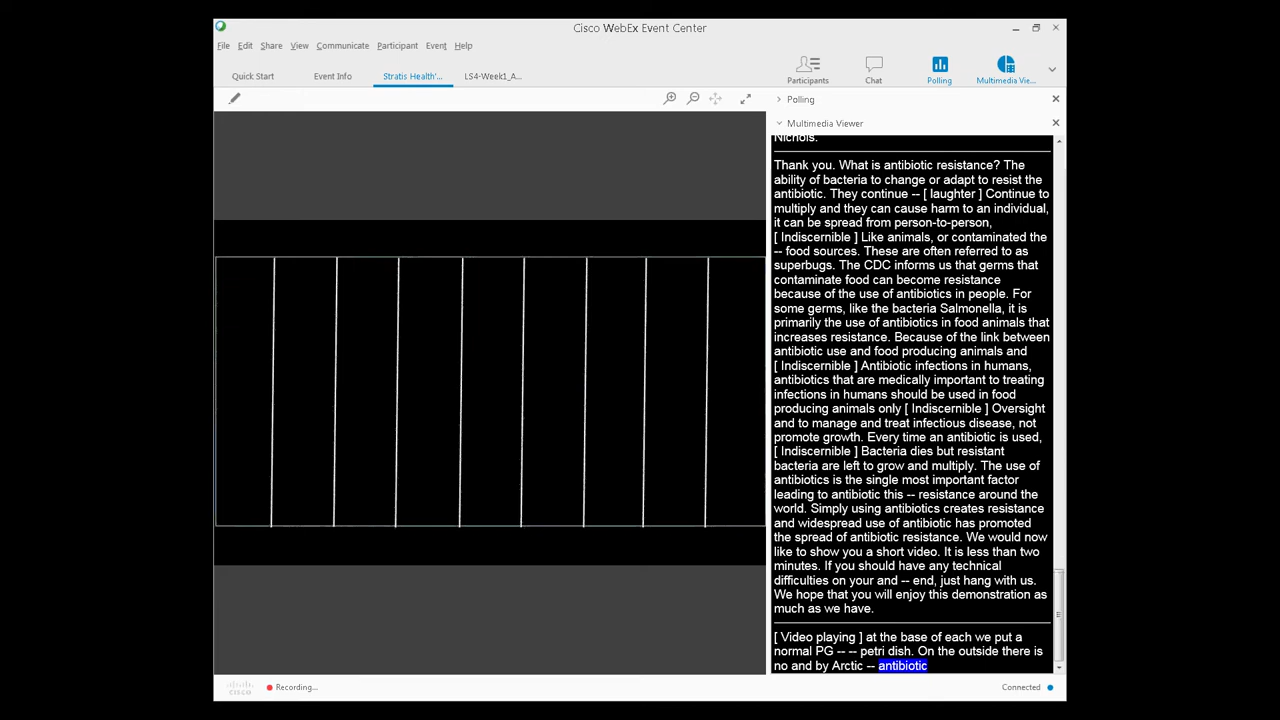 Cisco WebEx Event Center
File Edit Share View Communicate Participant Event Help
Participants Chat Polling Multimedia Vie...
Quick Start Event Info Stratis Health'... LS4-Week1_A...
Polling
Multimedia Viewer
Nichols.
Thank you. What is antibiotic resistance? The
ability of bacteria to change or adapt to resist the
antibiotic. They continue -- [ laughter ] Continue to
multiply and they can cause harm to an individual,
it can be spread from person-to-person,
[ Indiscernible ] Like animals, or contaminated the
-- food sources. These are often referred to as
superbugs. The CDC informs us that germs that
contaminate food can become resistance
because of the use of antibiotics in people. For
some germs, like the bacteria Salmonella, it is
primarily the use of antibiotics in food animals that
increases resistance. Because of the link between
antibiotic use and food producing animals and
[ Indiscernible ] Antibiotic infections in humans,
antibiotics that are medically important to treating
infections in humans should be used in food
producing animals only [ Indiscernible ] Oversight
and to manage and treat infectious disease, not
promote growth. Every time an antibiotic is used,
[ Indiscernible ] Bacteria dies but resistant
bacteria are left to grow and multiply. The use of
antibiotics is the single most important factor
leading to antibiotic this -- resistance around the
world. Simply using antibiotics creates resistance
and widespread use of antibiotic has promoted
the spread of antibiotic resistance. We would now
like to show you a short video. It is less than two
minutes. If you should have any technical
difficulties on your and -- end, just hang with us.
We hope that you will enjoy this demonstration as
much as we have.
[ Video playing ] at the base of each we put a
normal PG -- -- petri dish. On the outside there is
no and by Arctic -- antibiotic
cisco Recording...
Connected